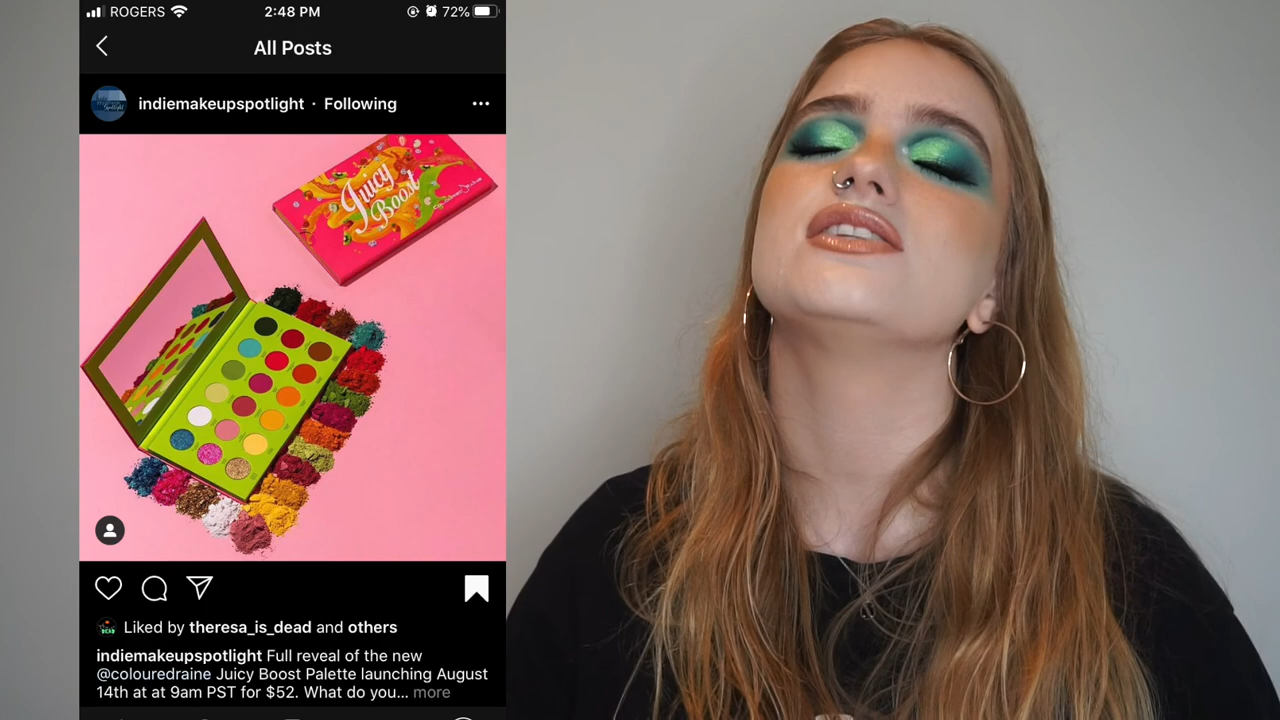 ROGERS 2:48 PM 72%
All Posts
indiemakeupspotlight · Following
Juicy
Boost
Liked by theresa_is_dead and others
indiemakeupspotlight Full reveal of the new
@colouredraine Juicy Boost Palette launching August
14th at at 9am PST for $52. What do you... more